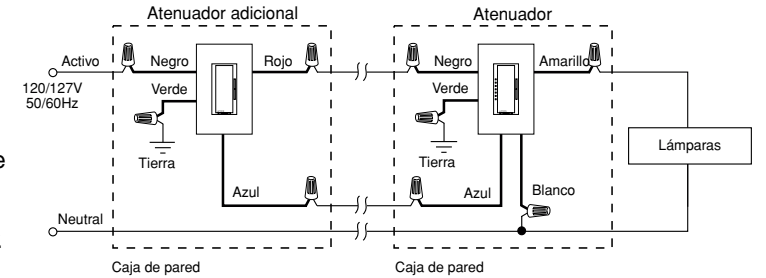 Atenuador adicional
Atenuador
Activo
Negro
Rojo
Negro
Amarillo
120/127V
50/60Hz
Verde
Verde
Tierra
Tierra
Lámparas
e
Azul
Azul
Blanco
Neutral
Caja de pared
Caja de pared